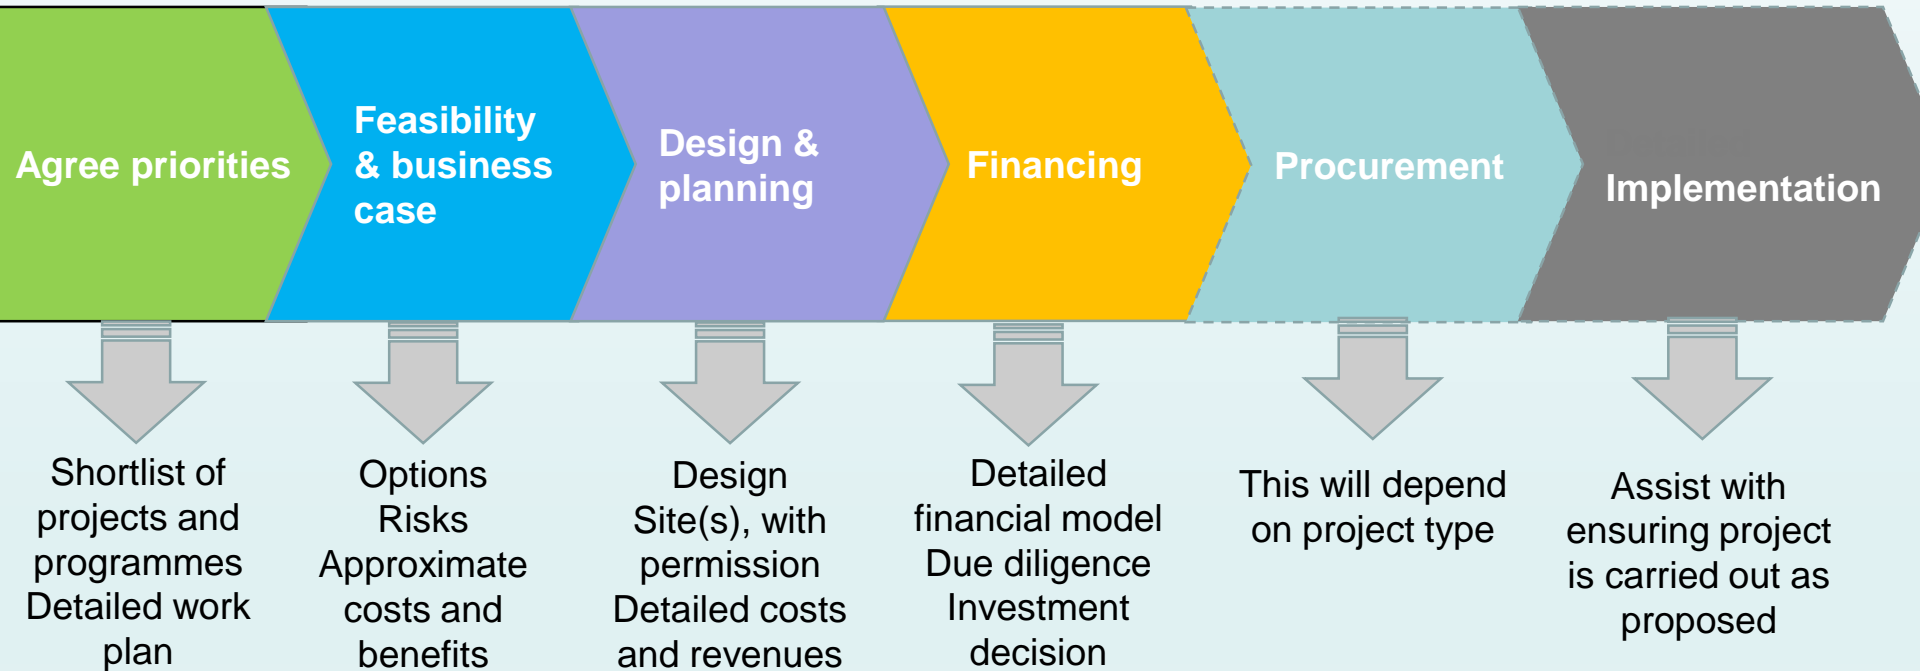 Agree priorities
Feasibility
& business
case
Design &
planning
Financing
Procurement
Implementation
Shortlist of
projects and
programmes
Detailed work
plan
Options
Risks
Approximate
costs and
benefits
Design
Site(s), with
permission
Detailed costs
and revenues
Detailed
financial model
Due diligence
Investment
decision
This will depend
on project type
Assist with
ensuring project
is carried out as
proposed